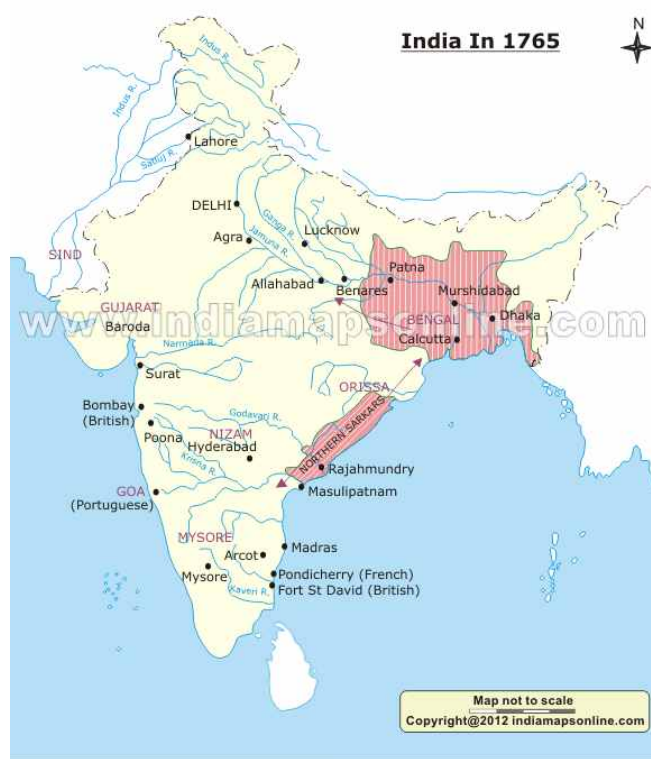 India In 1765
N
Indus R.
Indus R.
Lahore
Satluj R.
DELHI
Ganga R.
Jamuna R.
Agra
Lucknow
SIND
Allahabad
Benares
Patna
Murshidabad
GUJARAT
Baroda
BENGAL
Dhaka
www.indiamapsonline.com
Calcutta
Narmada R.
Surat
ORISSA
Bombay
(British)
Poona
Godavari R.
NIZAM
Hyderabad
NORTHERN SARKARS
Krisna R.
Rajahmundry
GOA
(Portuguese)
Masulipatnam
MYSORE
Arcot
Madras
Mysore
Pondicherry (French)
Kaveri R.
Fort St David (British)
Map not to scale
Copyright@2012 indiamapsonline.com